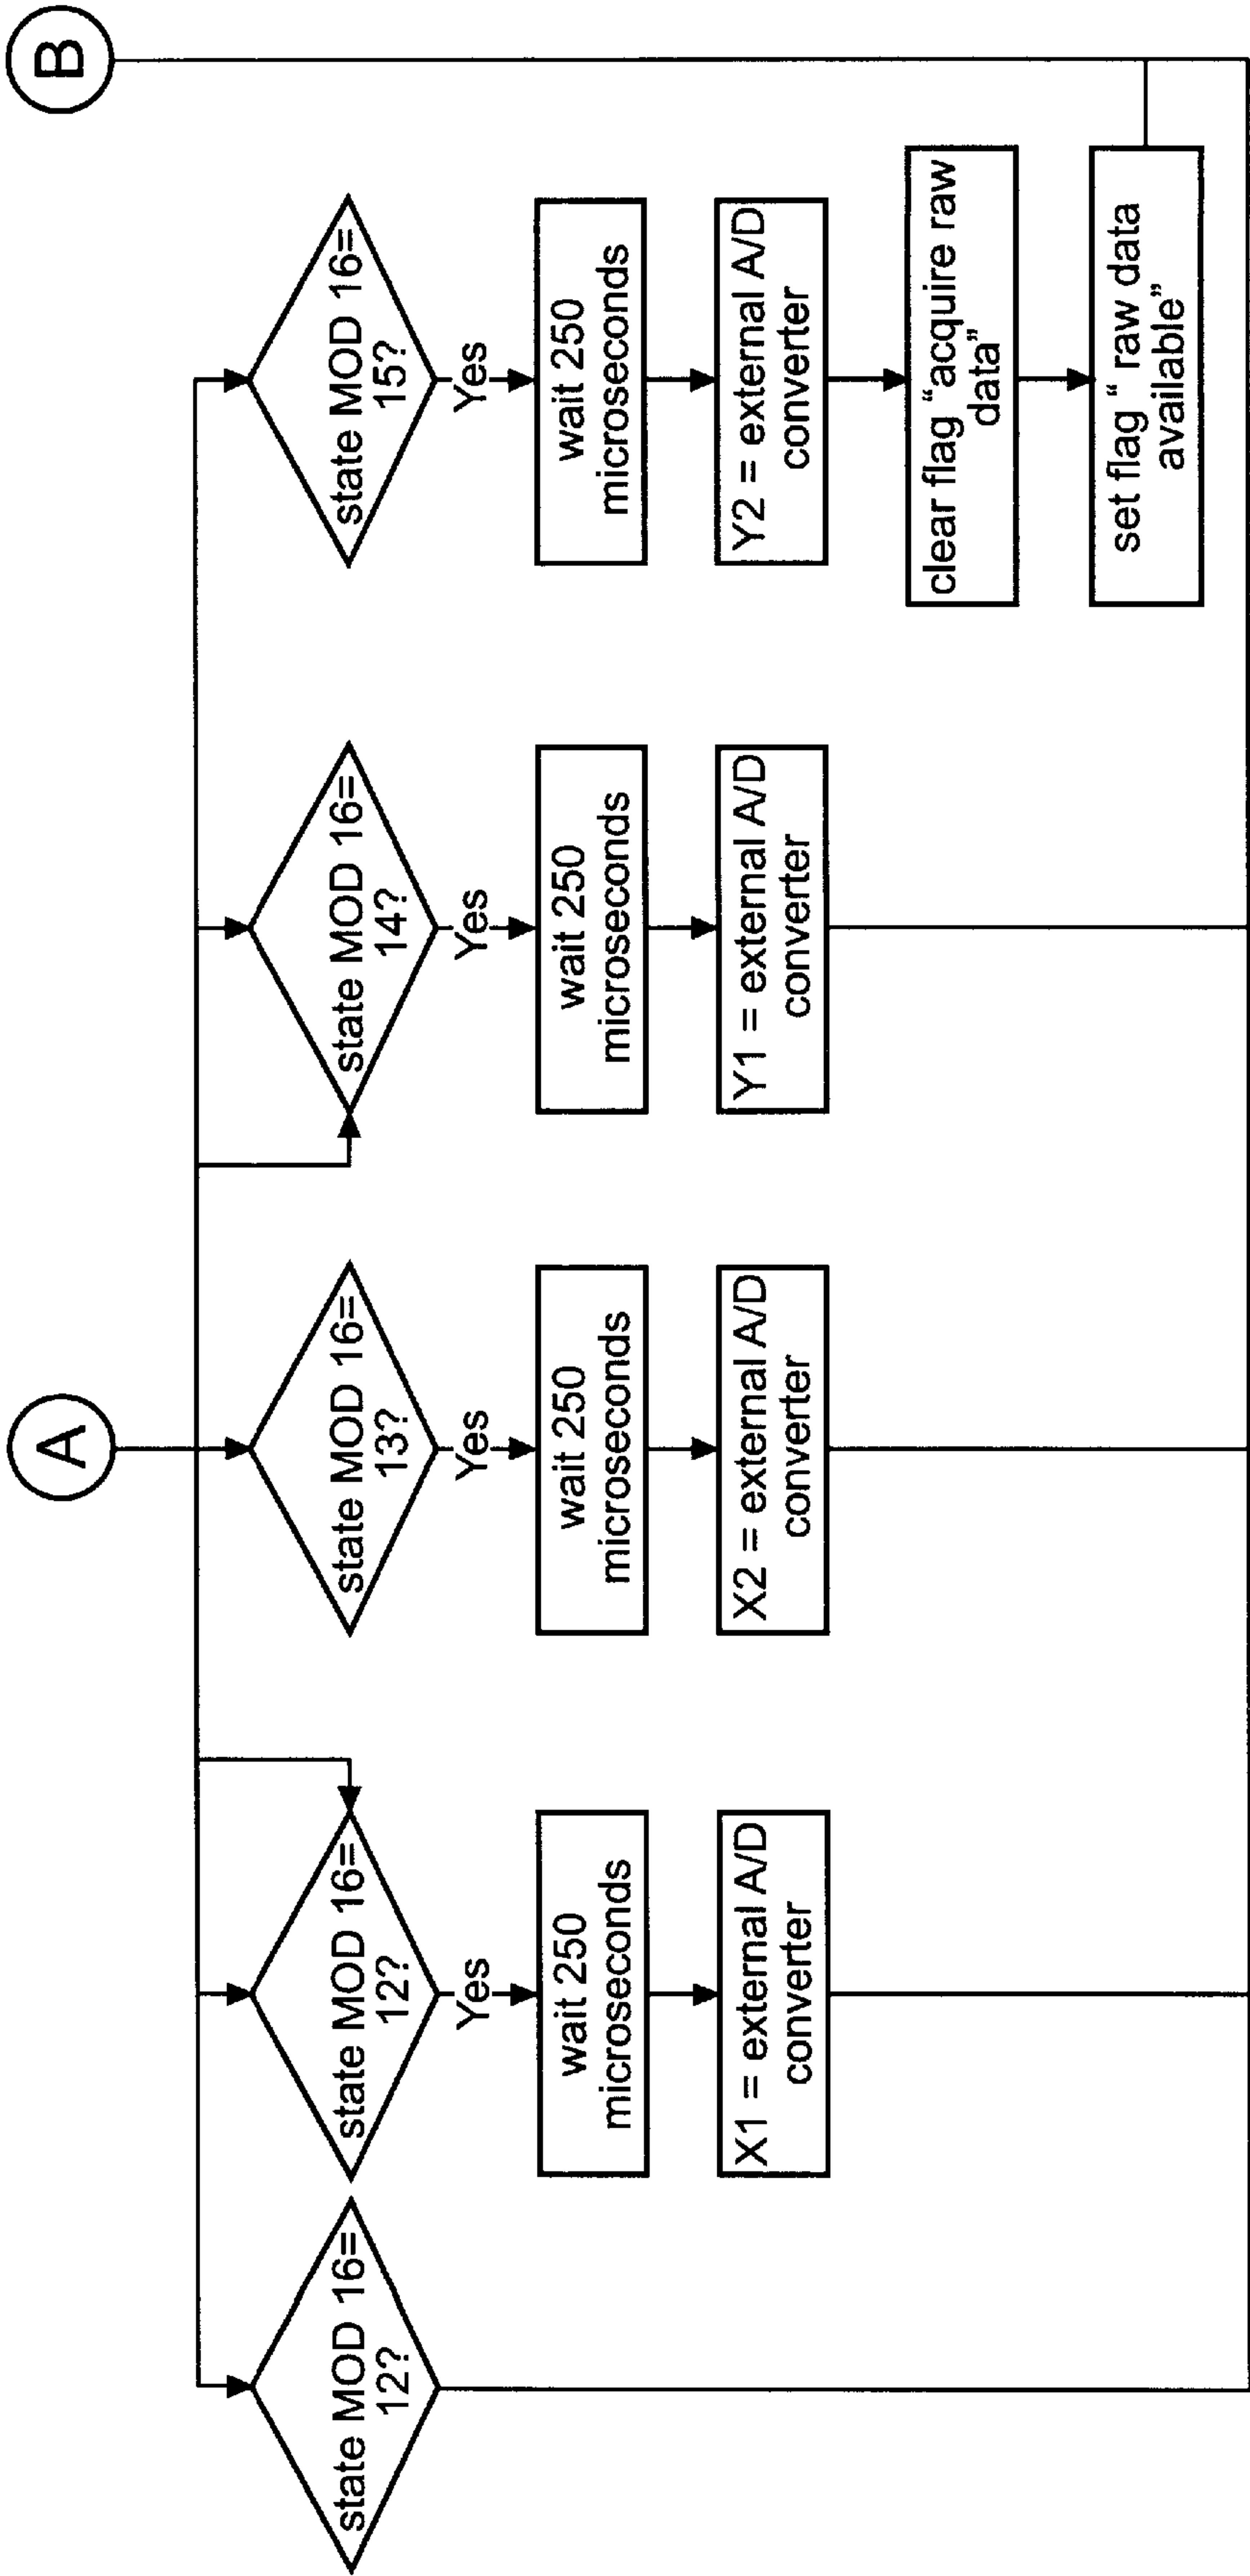 A
B
state MOD 16=
12?
state MOD 16=
12?
Yes
wait 250
microseconds
X1 = external A/D
converter
state MOD 16=
13?
Yes
wait 250
microseconds
X2 = external A/D
converter
state MOD 16=
14?
Yes
wait 250
microseconds
Y1 = external A/D
converter
state MOD 16=
15?
Yes
wait 250
microseconds
Y2 = external A/D
converter
clear flag “acquire raw
data”
set flag “ raw data
available”